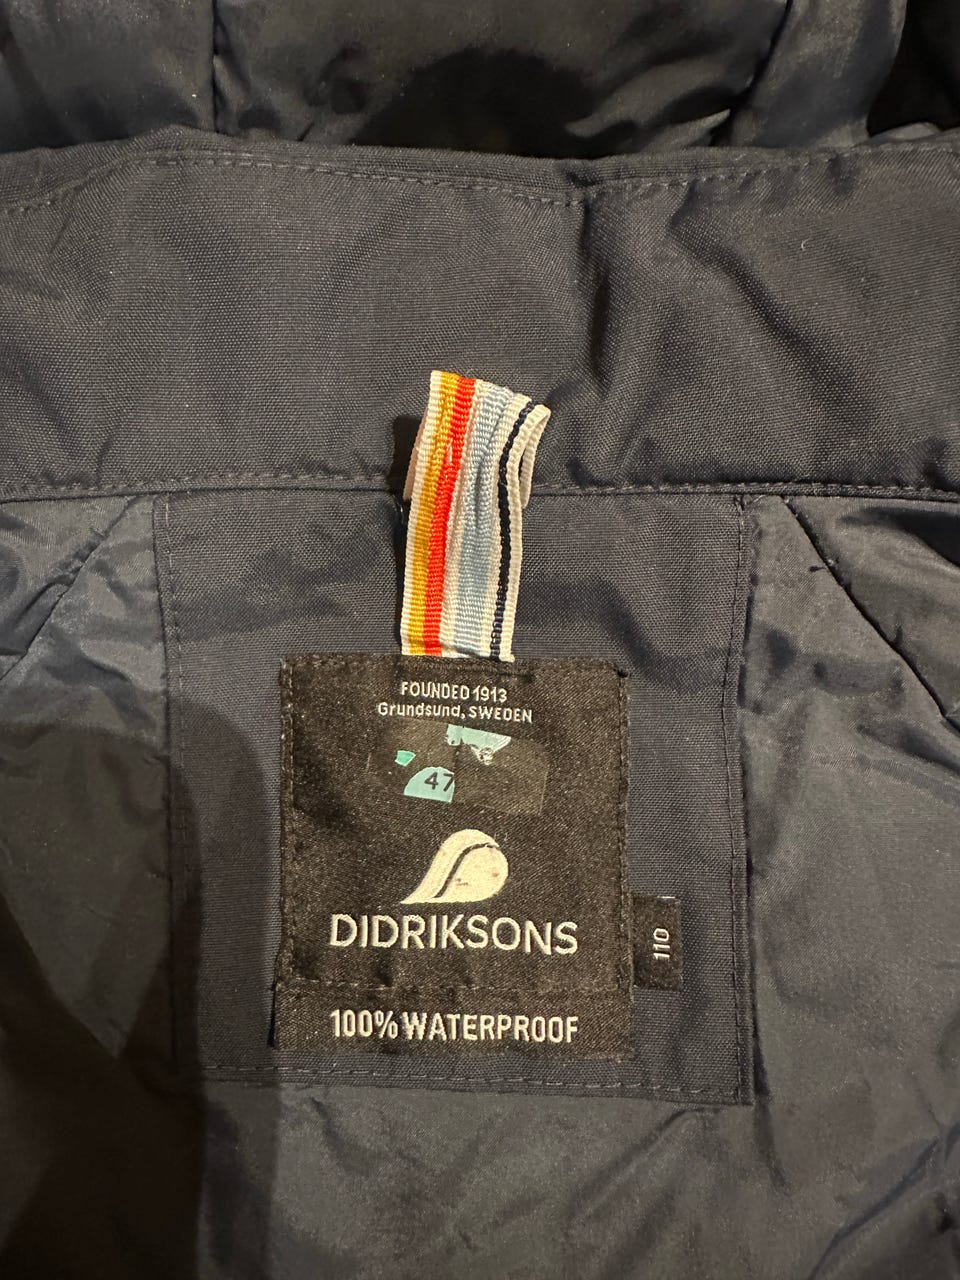 FOUNDED 1913
Grundsund, SWEDEN
47
DIDRIKSONS
110
100% WATERPROOF